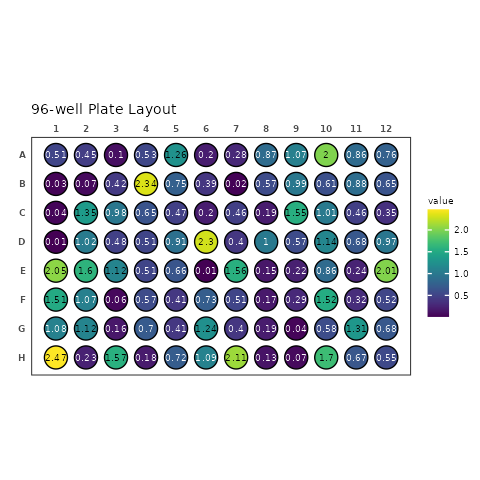 96-well Plate Layout
1 2 3 4 5 6 7 8 9 10 11 12
A 0.51 0.45 0.1 0.53 1.26 0.2 0.28 0.87 1.07 2 0.86 0.76
B 0.03 0.07 0.42 2.34 0.75 0.39 0.02 0.57 0.99 0.61 0.88 0.65
C 0.04 1.35 0.98 0.65 0.47 0.2 0.46 0.19 1.55 1.01 0.46 0.35
D 0.01 1.02 0.48 0.51 0.91 2.3 0.4 1 0.57 1.14 0.68 0.97
E 2.05 1.6 1.12 0.51 0.66 0.01 1.56 0.15 0.22 0.86 0.24 2.01
F 1.51 1.07 0.06 0.57 0.41 0.73 0.51 0.17 0.29 1.52 0.32 0.52
G 1.08 1.12 0.16 0.7 0.41 1.24 0.4 0.19 0.04 0.58 1.31 0.68
H 2.47 0.23 1.57 0.18 0.72 1.09 2.11 0.13 0.07 1.7 0.67 0.55
value
2.0
1.5
1.0
0.5